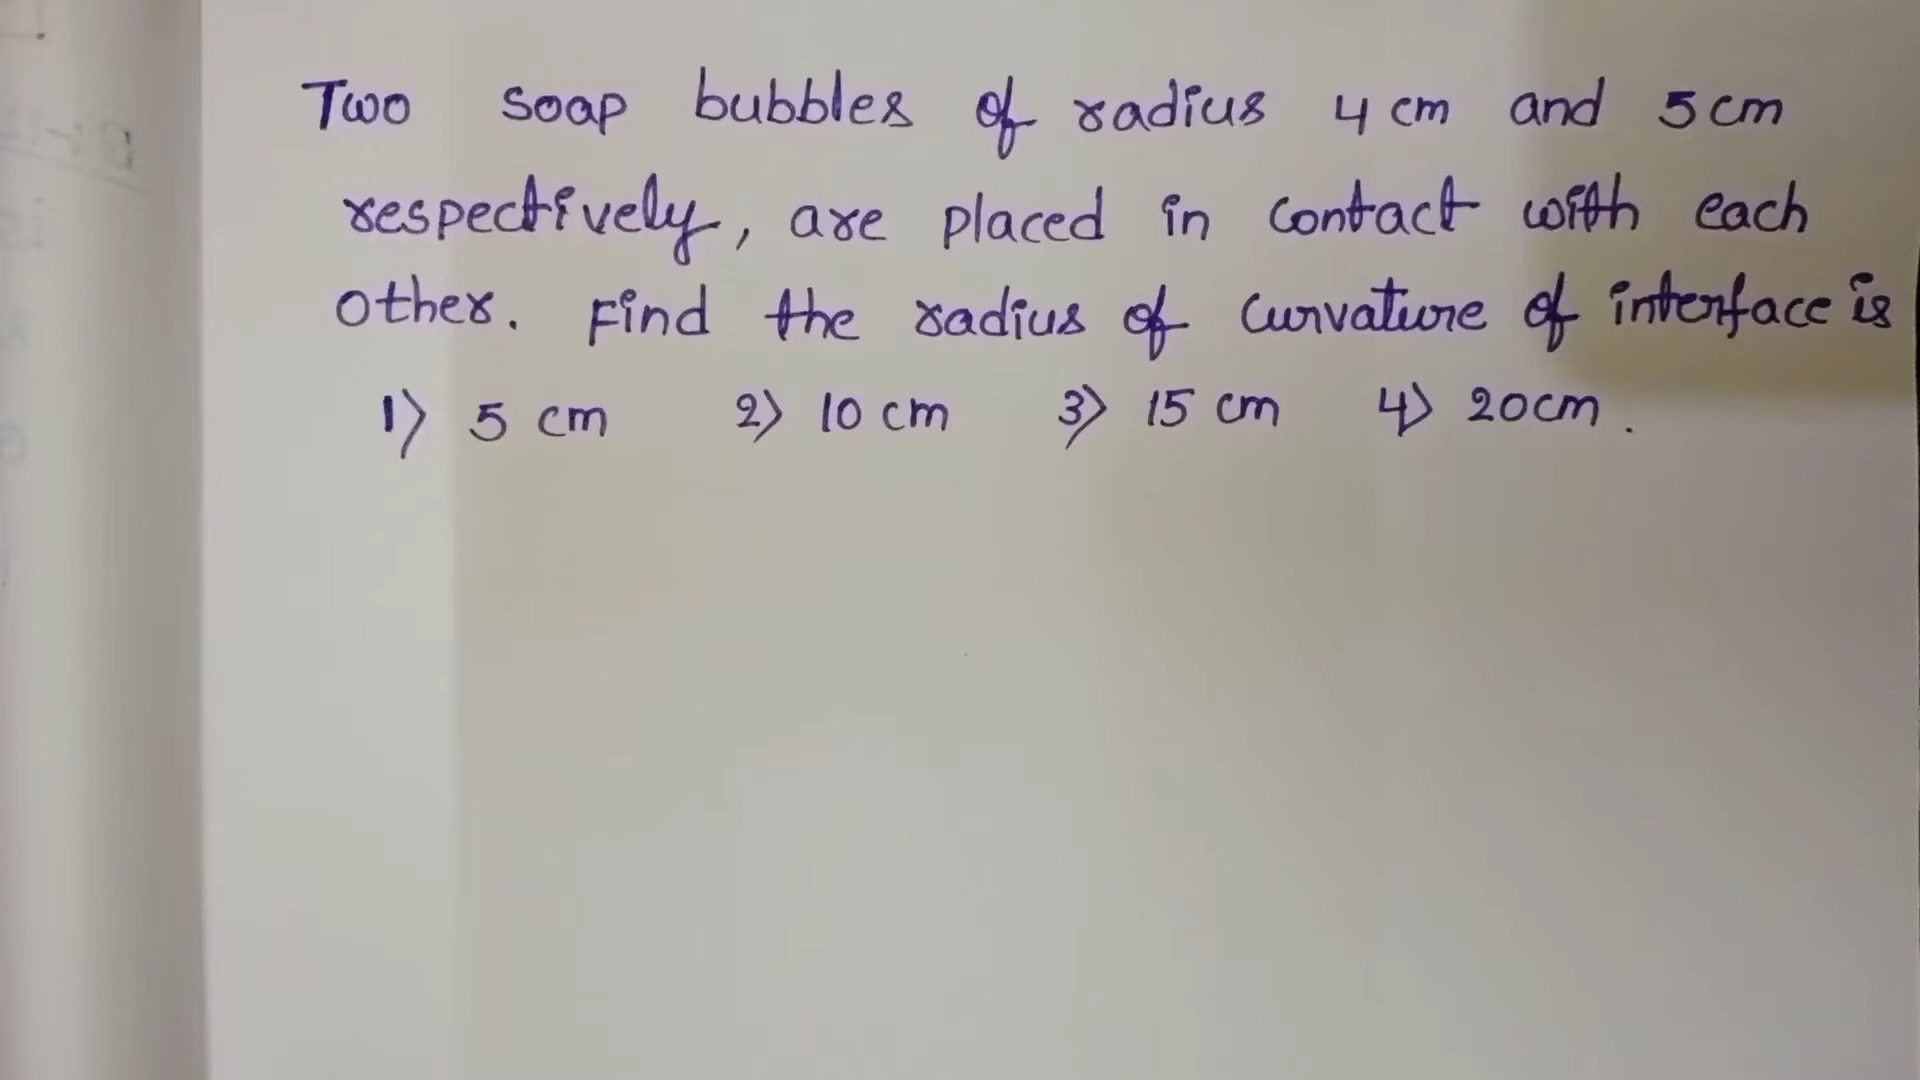 Two soap bubbles of radius 4 cm and 5 cm
respectively, are placed in contact with each
other. Find the radius of curvature of interface is
1) 5 cm 2) 10 cm 3) 15 cm 4) 20cm.